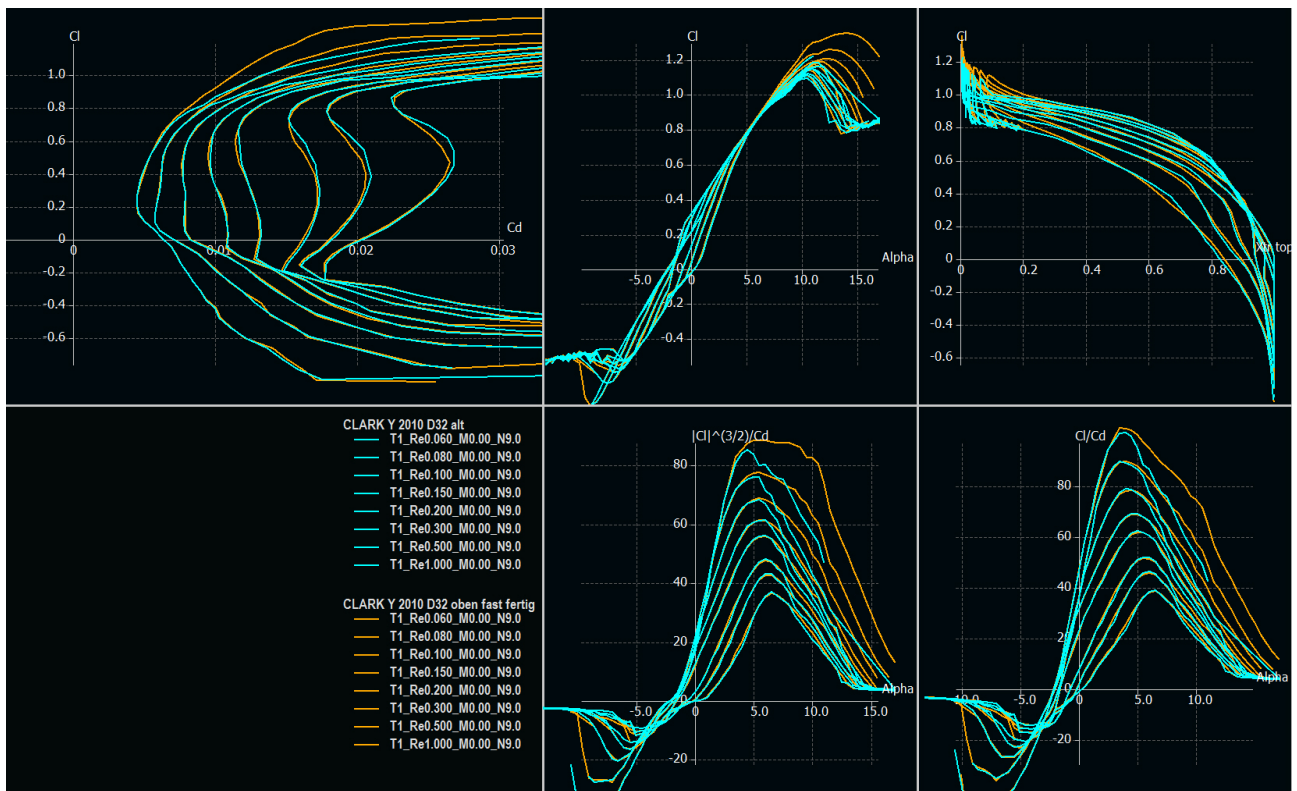 Cl
1.0
0.8
0.6
0.4
0.2
0
-0.2
-0.4
-0.6
0
0.01
0.02
0.03
Cd
Cl
1.2
1.0
0.8
0.6
0.4
0.2
0
-0.2
-0.4
-5.0
0
5.0
10.0
15.0
Alpha
Cl
1.2
1.0
0.8
0.6
0.4
0.2
0
-0.2
-0.4
-0.6
0
0.2
0.4
0.6
0.8
Xtr top
CLARK Y 2010 D32 alt
T1_Re0.060_M0.00_N9.0
T1_Re0.080_M0.00_N9.0
T1_Re0.100_M0.00_N9.0
T1_Re0.150_M0.00_N9.0
T1_Re0.200_M0.00_N9.0
T1_Re0.300_M0.00_N9.0
T1_Re0.500_M0.00_N9.0
T1_Re1.000_M0.00_N9.0
CLARK Y 2010 D32 oben fast fertig
T1_Re0.060_M0.00_N9.0
T1_Re0.080_M0.00_N9.0
T1_Re0.100_M0.00_N9.0
T1_Re0.150_M0.00_N9.0
T1_Re0.200_M0.00_N9.0
T1_Re0.300_M0.00_N9.0
T1_Re0.500_M0.00_N9.0
T1_Re1.000_M0.00_N9.0
|Cl|^(3/2)/Cd
80
60
40
20
-20
-5.0
0
5.0
10.0
15.0
Alpha
Cl/Cd
80
60
40
20
0
-20
-10.0
-5.0
0
5.0
10.0
Alpha